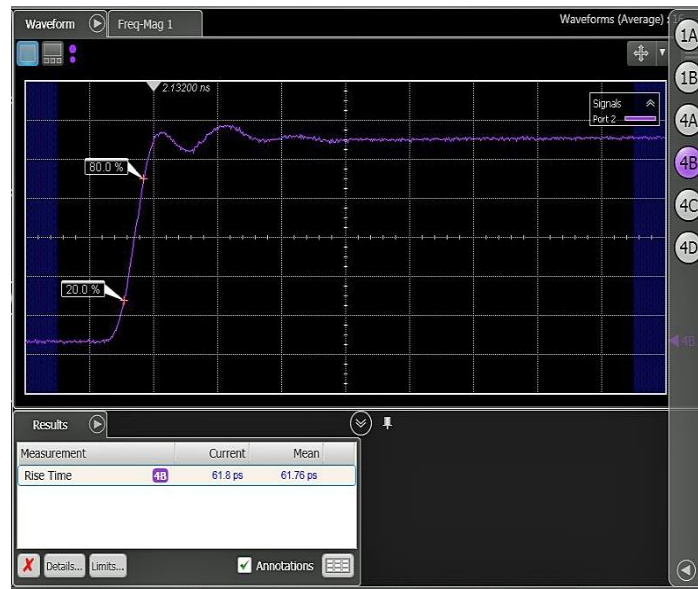 Waveform Freq-Mag 1 Waveforms (Average) : 16
1A
1B
4A
4B
4C
4D
2.13200 ns
Signals
Port 2
80.0 %
20.0 %
4B
Results
Measurement Current Mean
Rise Time 4B 61.8 ps 61.76 ps
Details... Limits... Annotations